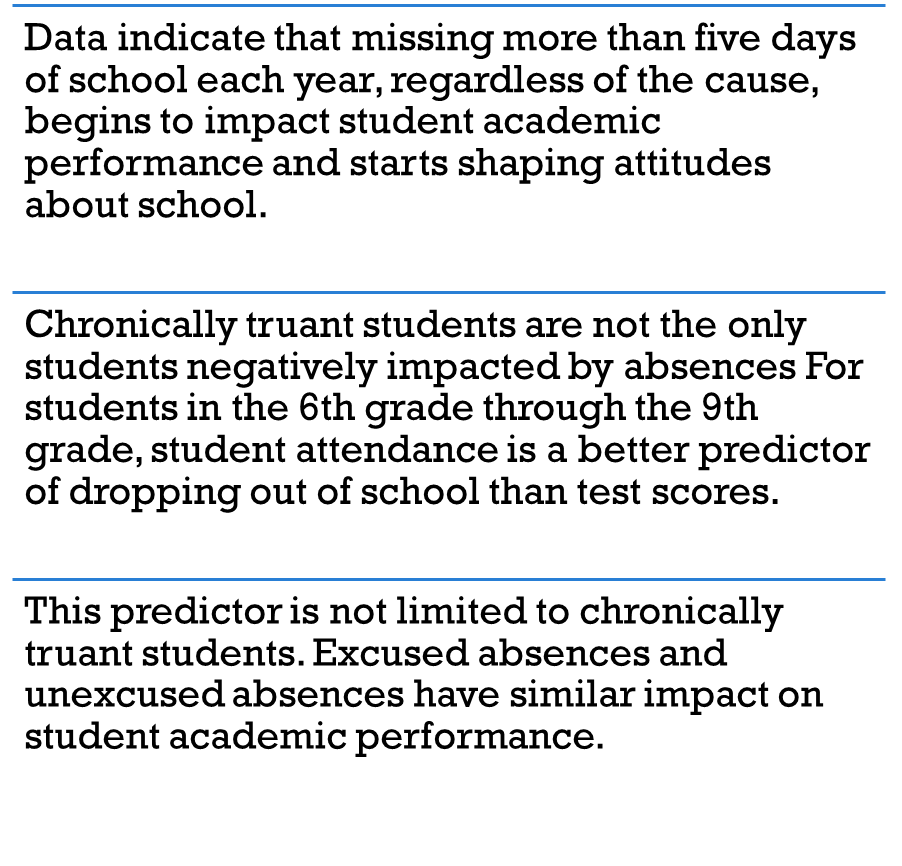 Data indicate that missing more than five days
of school each year, regardless of the cause,
begins to impact student academic
performance and starts shaping attitudes
about school.
Chronically truant students are not the only
students negatively impacted by absences For
students in the 6th grade through the 9th
grade, student attendance is a better predictor
of dropping out of school than test scores.
This predictor is not limited to chronically
truant students. Excused absences and
unexcused absences have similar impact on
student academic performance.